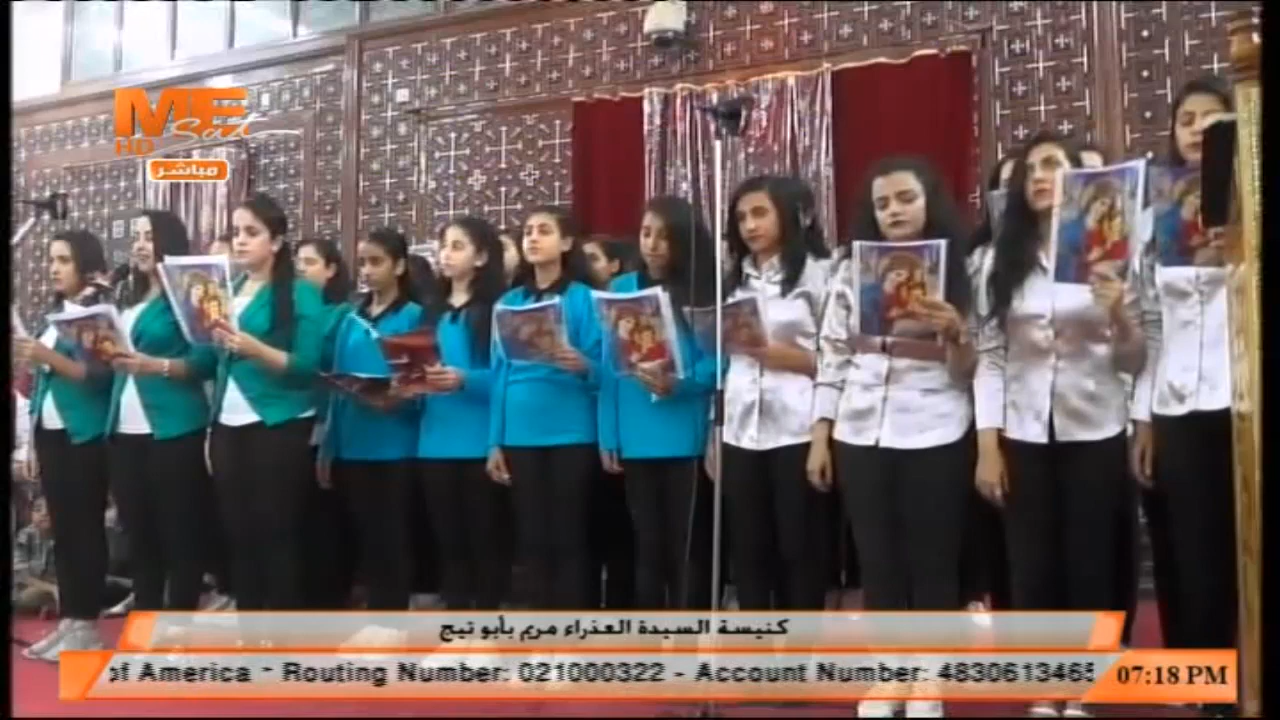 ME
Sat
HD
مباشر
كنيسة السيدة العذراء مريم بأبو تيج
of America - Routing Number: 021000322 - Account Number: 483061346
07:18 PM